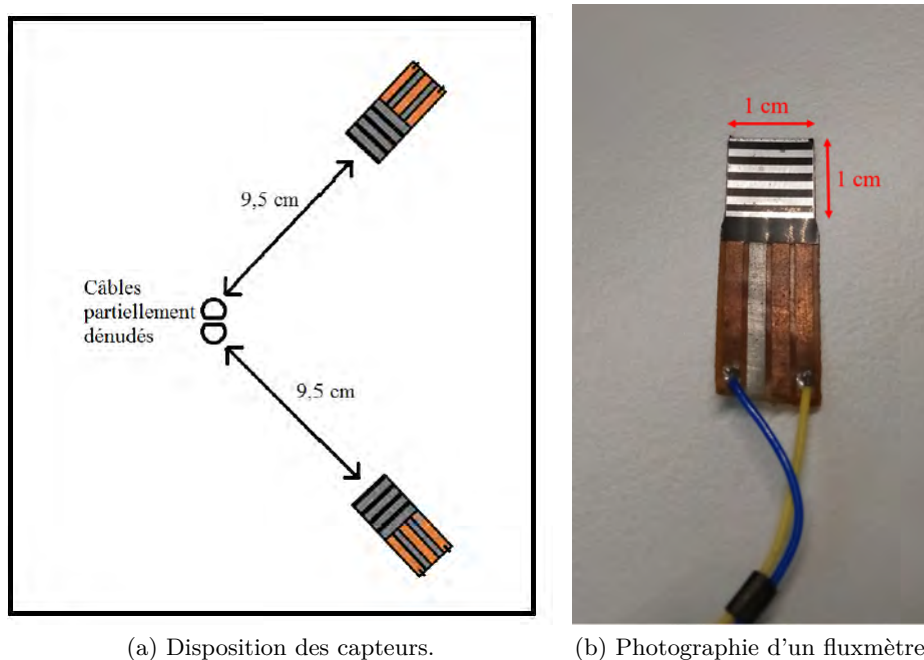 9,5 cm
Câbles
partiellement
dénudés
9,5 cm
1 cm
1 cm
(a) Disposition des capteurs.
(b) Photographie d'un fluxmètre